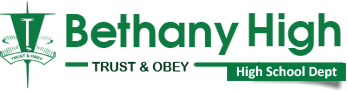 Bethany High
TRUST & OBEY
High School Dept
TRUST & OBEY